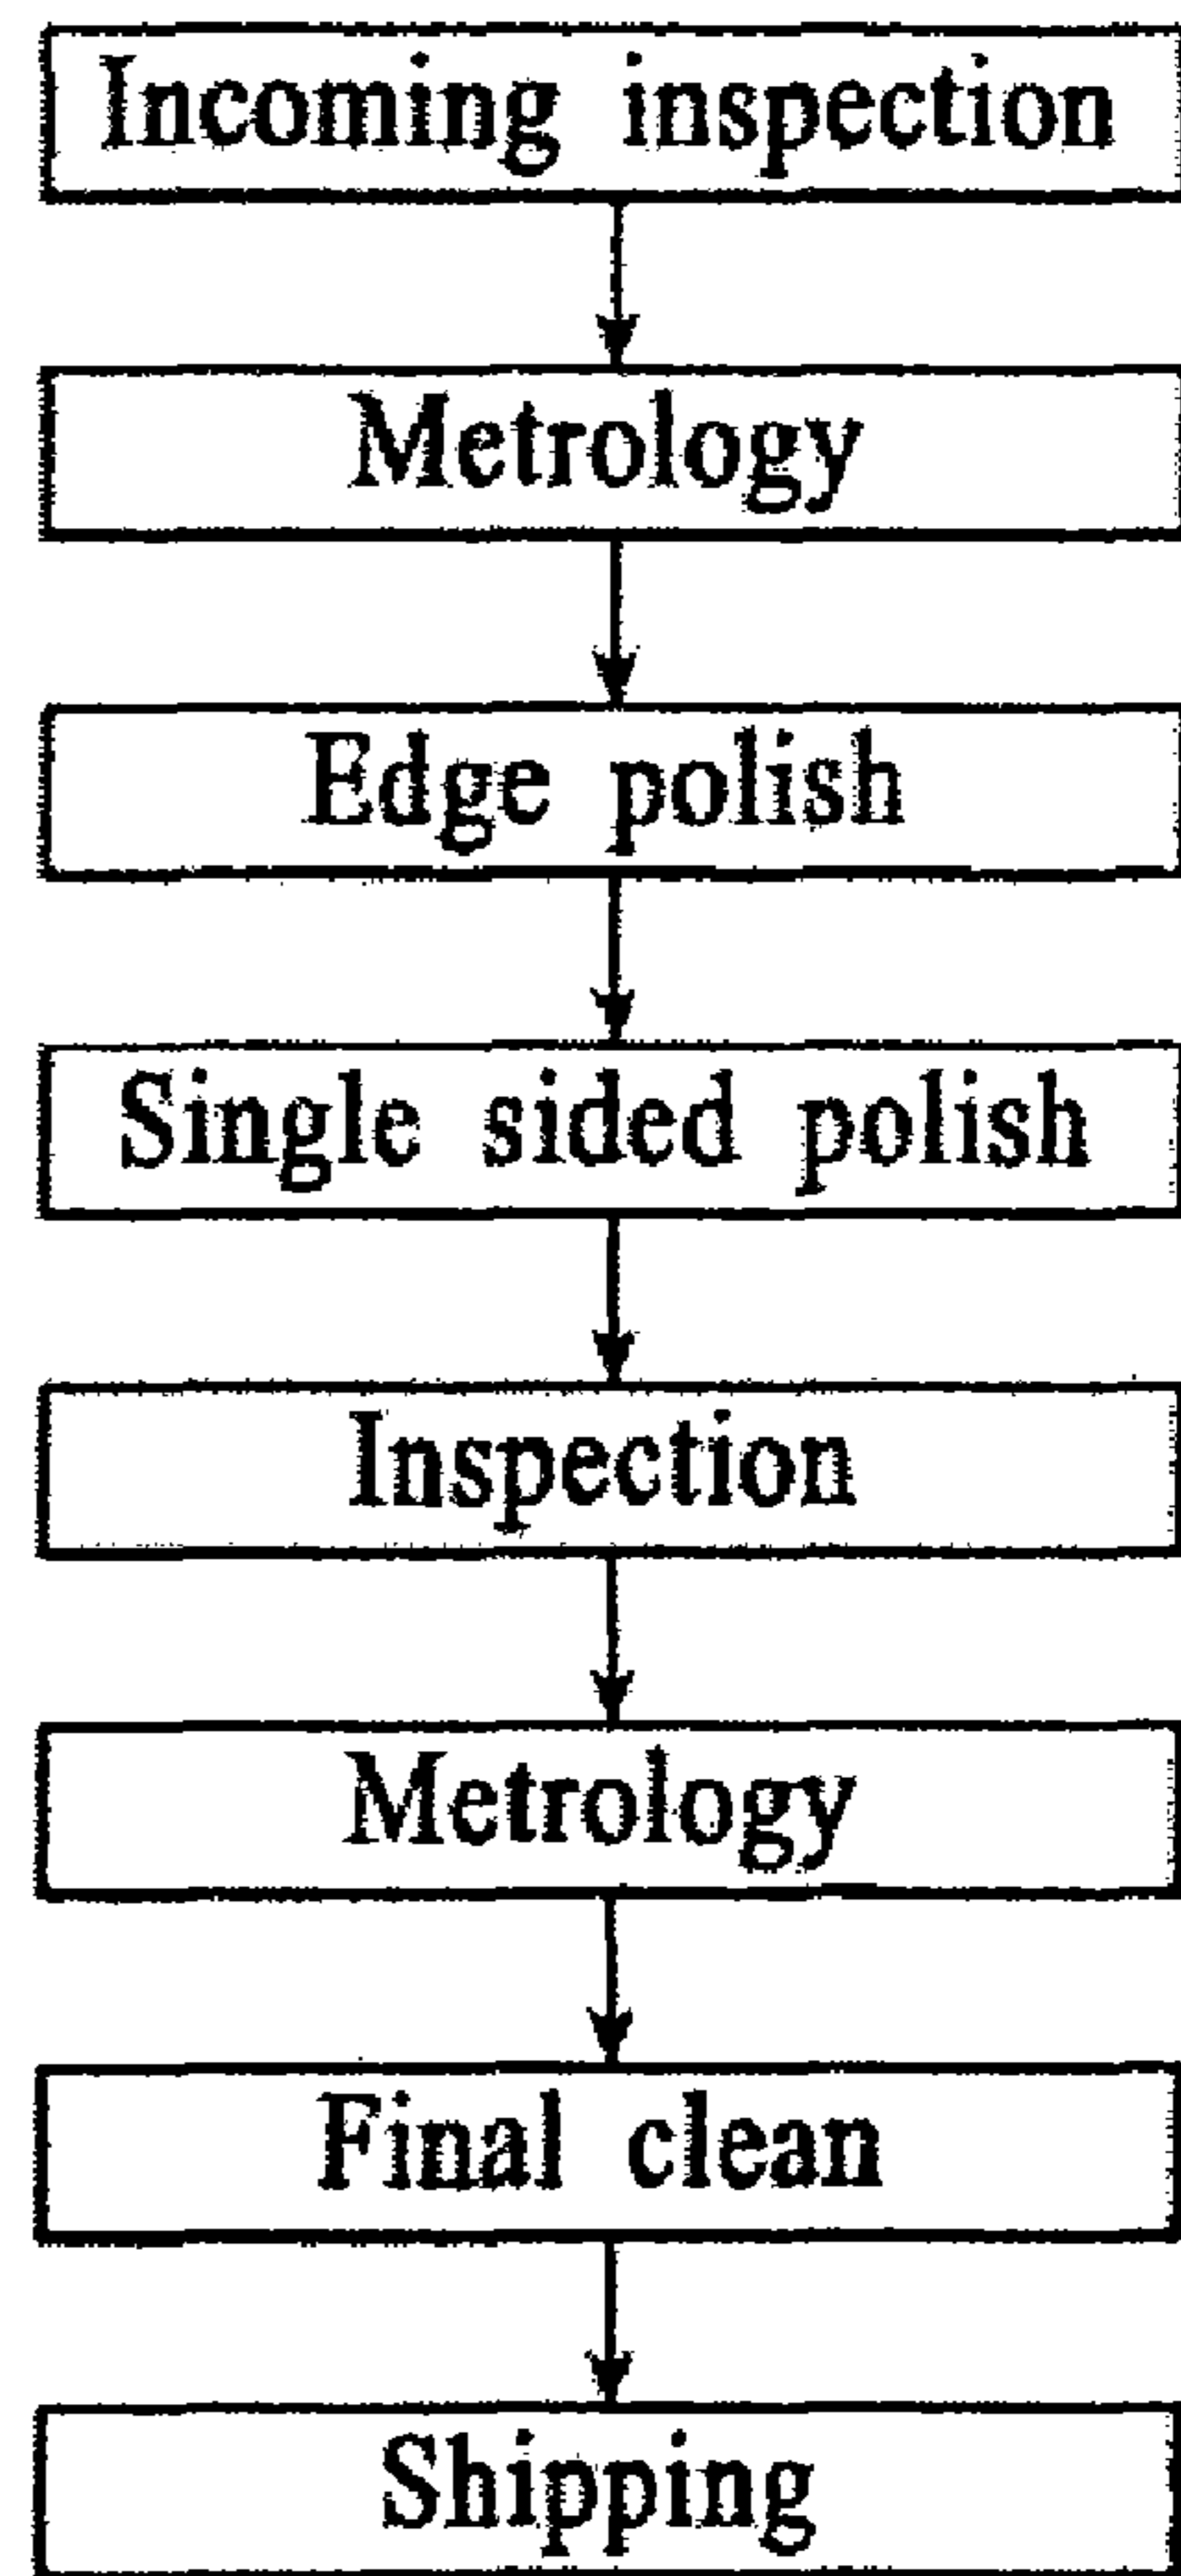 Incoming inspection
Metrology
Edge polish
Single sided polish
Inspection
Metrology
Final clean
Shipping